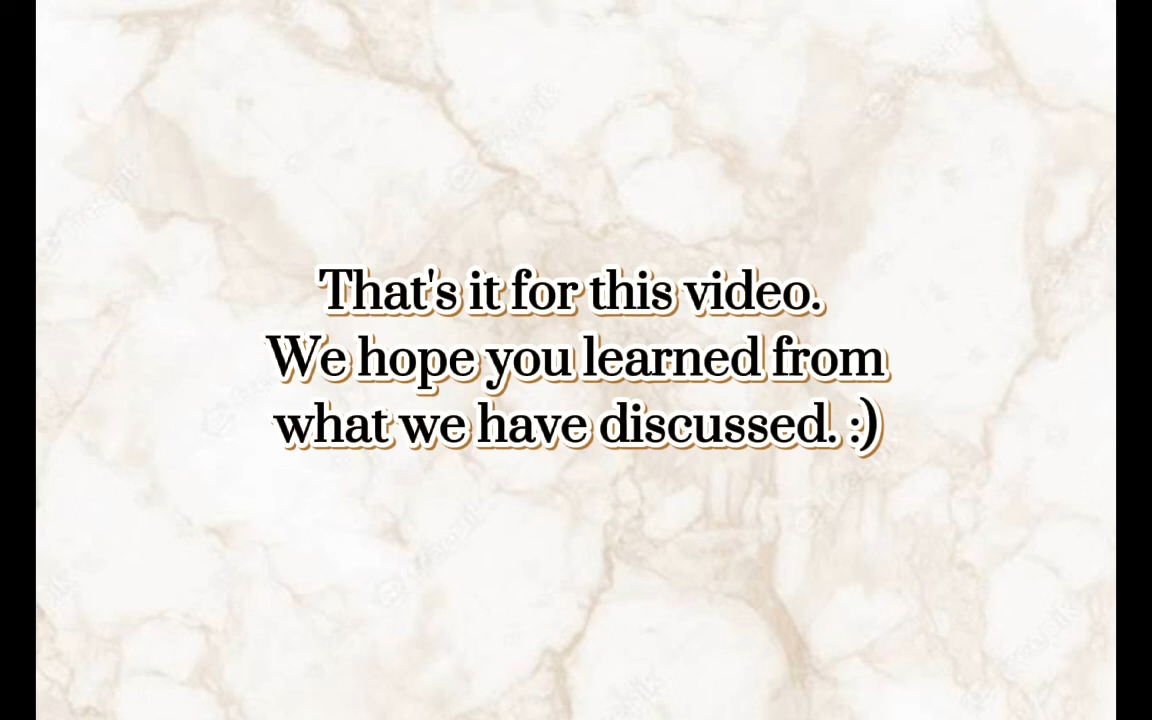 That's it for this video.
We hope you learned from
what we have discussed. :)